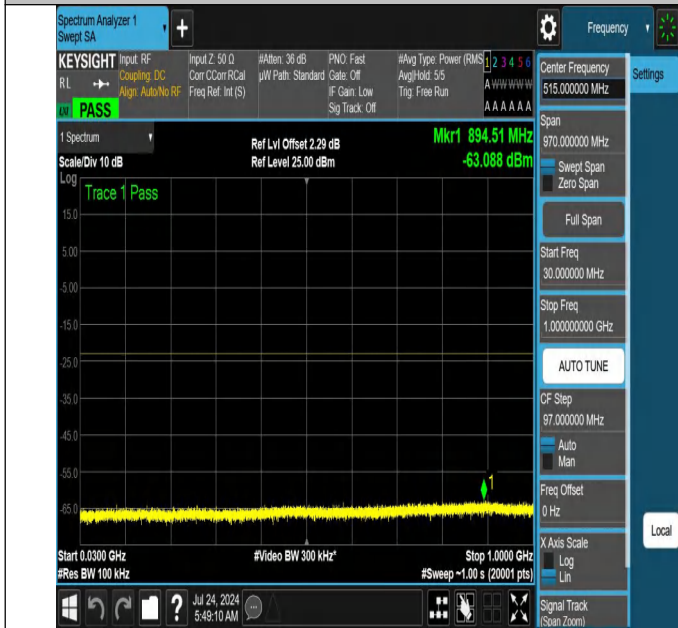 Spectrum Analyzer 1
Swept SA
+
Frequency
KEYSIGHT
RL
PASS
Input: RF
Coupling: DC
Align: Auto/No RF
Input Z: 50 Ω
Corr CCorr RCal
Freq Ref: Int (S)
#Atten: 36 dB
µW Path: Standard
PNO: Fast
Gate: Off
IF Gain: Low
Sig Track: Off
#Avg Type: Power (RMS
Avg|Hold: 5/5
Trig: Free Run
1 2 3 4 5 6
A W W W W W
A A A A A A
1 Spectrum
Scale/Div 10 dB
Log
Ref Lvl Offset 2.29 dB
Ref Level 25.00 dBm
Mkr1 894.51 MHz
-63.088 dBm
Trace 1 Pass
15.0
5.00
-5.00
-15.0
-25.0
-35.0
-45.0
-55.0
-65.0
1
Start 0.0300 GHz
#Res BW 100 kHz
#Video BW 300 kHz*
Stop 1.0000 GHz
#Sweep ~1.00 s (20001 pts)
Jul 24, 2024
5:49:10 AM
?
Center Frequency
515.000000 MHz
Settings
Span
970.000000 MHz
Swept Span
Zero Span
Full Span
Start Freq
30.000000 MHz
Stop Freq
1.000000000 GHz
AUTO TUNE
CF Step
97.000000 MHz
Auto
Man
Freq Offset
0 Hz
X Axis Scale
Log
Lin
Local
Signal Track
(Span Zoom)